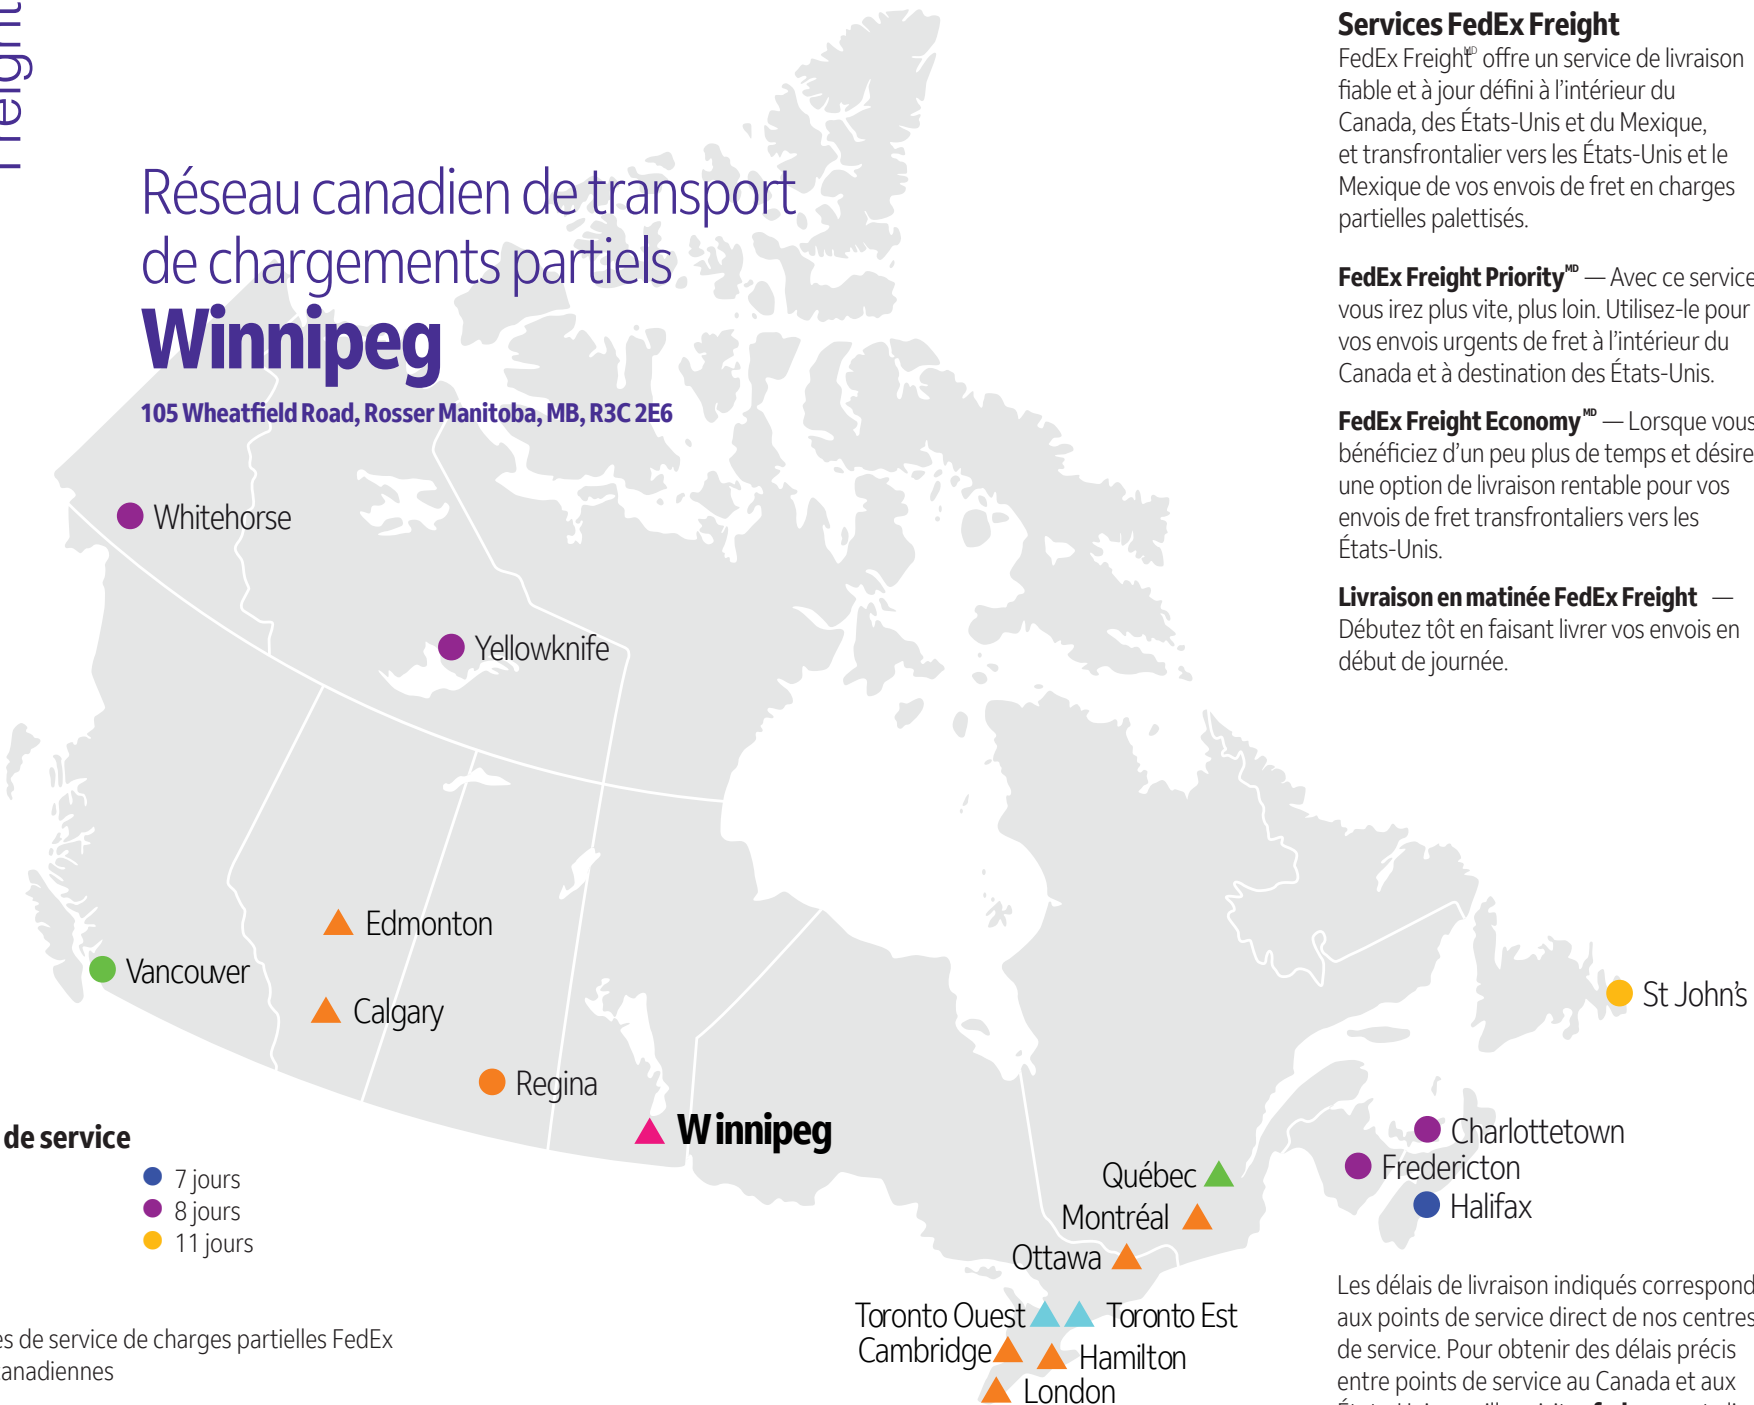 Freight
Réseau canadien de transport
de chargements partiels
Winnipeg
105 Wheatfield Road, Rosser Manitoba, MB, R3C 2E6
Services FedEx Freight
FedEx Freight MD offre un service de livraison
fiable et à jour défini à l’intérieur du
Canada, des États-Unis et du Mexique,
et transfrontalier vers les États-Unis et le
Mexique de vos envois de fret en charges
partielles palettisés.
FedEx Freight Priority MD — Avec ce service
vous irez plus vite, plus loin. Utilisez-le pour
vos envois urgents de fret à l’intérieur du
Canada et à destination des États-Unis.
FedEx Freight Economy MD — Lorsque vous
bénéficiez d’un peu plus de temps et désire
une option de livraison rentable pour vos
envois de fret transfrontaliers vers les
États-Unis.
Livraison en matinée FedEx Freight —
Débutez tôt en faisant livrer vos envois en
début de journée.
Whitehorse
Yellowknife
Edmonton
Vancouver
Calgary
Regina
Winnipeg
St John’s
Charlottetown
Fredericton
Halifax
Québec
Montréal
Ottawa
Toronto Ouest
Toronto Est
Cambridge
Hamilton
London
de service
7 jours
8 jours
11 jours
es de service de charges partielles FedEx
canadiennes
Les délais de livraison indiqués correspond
aux points de service direct de nos centres
de service. Pour obtenir des délais précis
entre points de service au Canada et aux